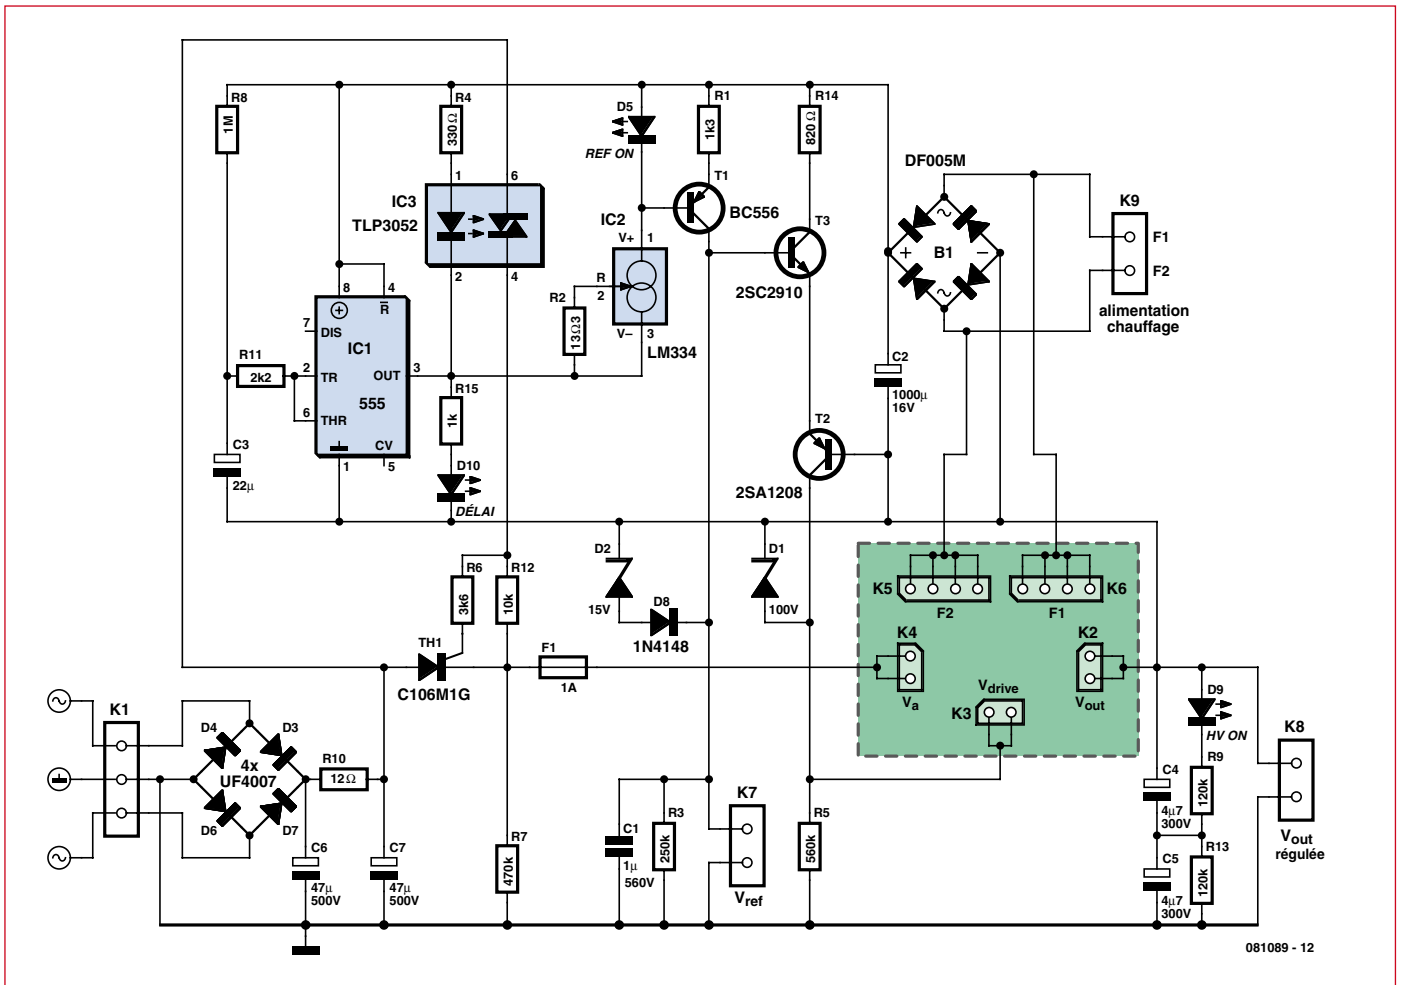 R8
1M
R4
330 Ω
D5
REF ON
R1
1k3
R14
820 Ω
DF005M
1
6
IC3
TLP3052
2
4
T1
BC556
IC2
V+
1
R
2
V–
3
LM334
R2
13Ω3
T3
2SC2910
+
B1
–
~
~
K9
F1
F2
alimentation
chauffage
8
4
R
7
DIS
IC1
R11
2k2
2
TR
OUT
3
555
6
THR
CV
1
5
C3
22µ
R15
1k
D10
DÉLAI
C2
1000µ
16V
T2
2SA1208
R6
3k6
R12
10k
D2
15V
D8
1N4148
D1
100V
K5
F2
K6
F1
K4
Va
K2
Vout
Vdrive
K3
TH1
C106M1G
F1
1A
K1
D4
D3
4x
UF4007
D6
D7
R10
12Ω
C6
47µ
500V
C7
47µ
500V
R7
470k
C1
1µ
560V
R3
250k
K7
Vref
R5
560k
D9
HV ON
R9
120k
C4
4µ7
300V
C5
4µ7
300V
R13
120k
K8
Vout
régulée
081089 - 12